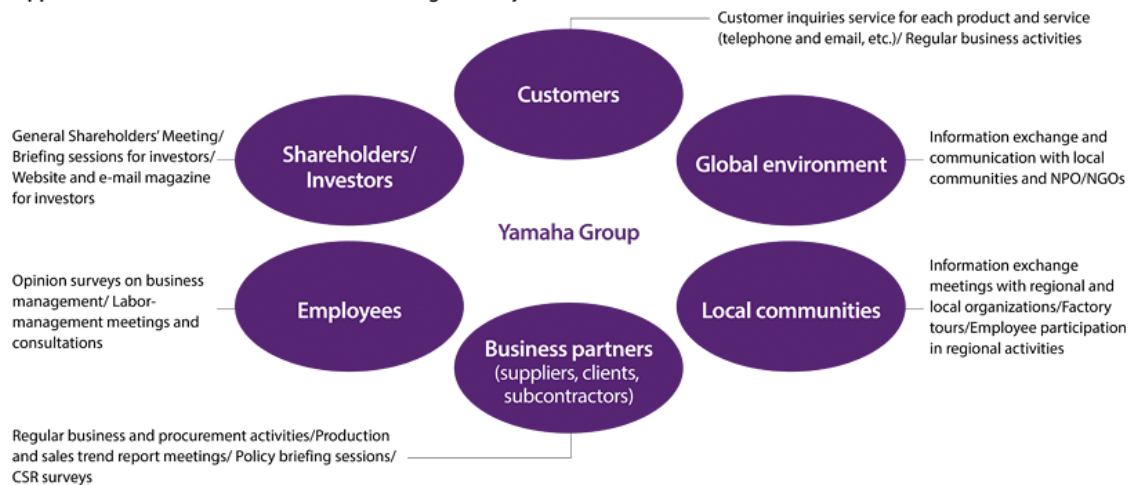 Customer inquiries service for each product and service
(telephone and email, etc.)/ Regular business activities
Customers
General Shareholders’ Meeting/
Briefing sessions for investors/
Website and e-mail magazine
for investors
Shareholders/
Investors
Global environment
Information exchange and
communication with local
communities and NPO/NGOs
Yamaha Group
Opinion surveys on business
management/ Labor-
management meetings and
consultations
Employees
Local communities
Information exchange
meetings with regional and
local organizations/Factory
tours/Employee participation
in regional activities
Business partners
(suppliers, clients,
subcontractors)
Regular business and procurement activities/Production
and sales trend report meetings/ Policy briefing sessions/
CSR surveys